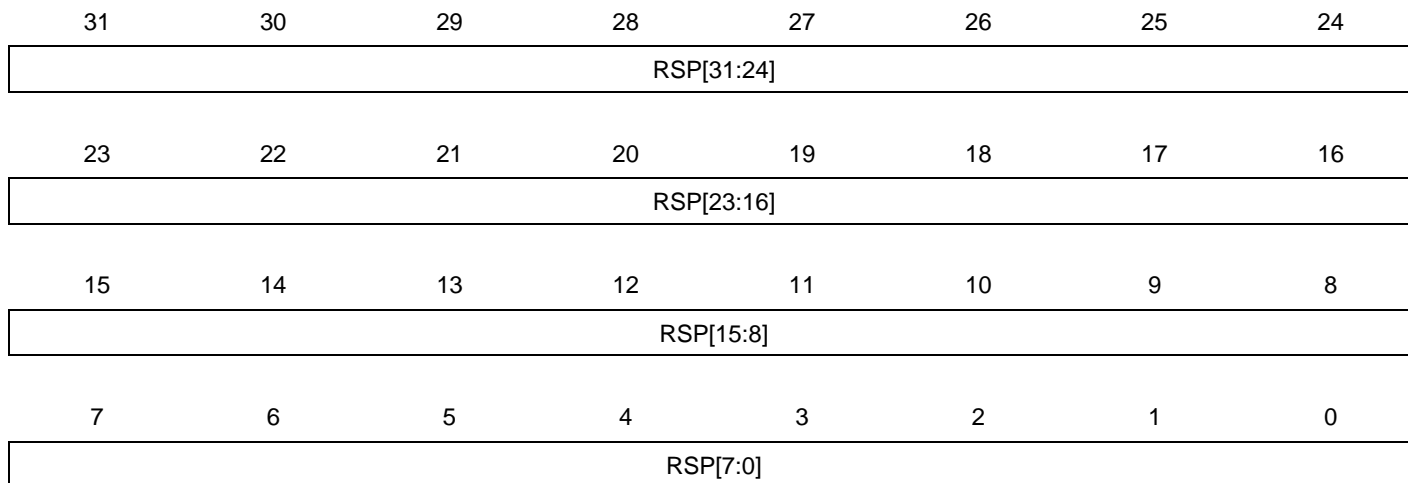 31 30 29 28 27 26 25 24
RSP[31:24]
23 22 21 20 19 18 17 16
RSP[23:16]
15 14 13 12 11 10 9 8
RSP[15:8]
7 6 5 4 3 2 1 0
RSP[7:0]